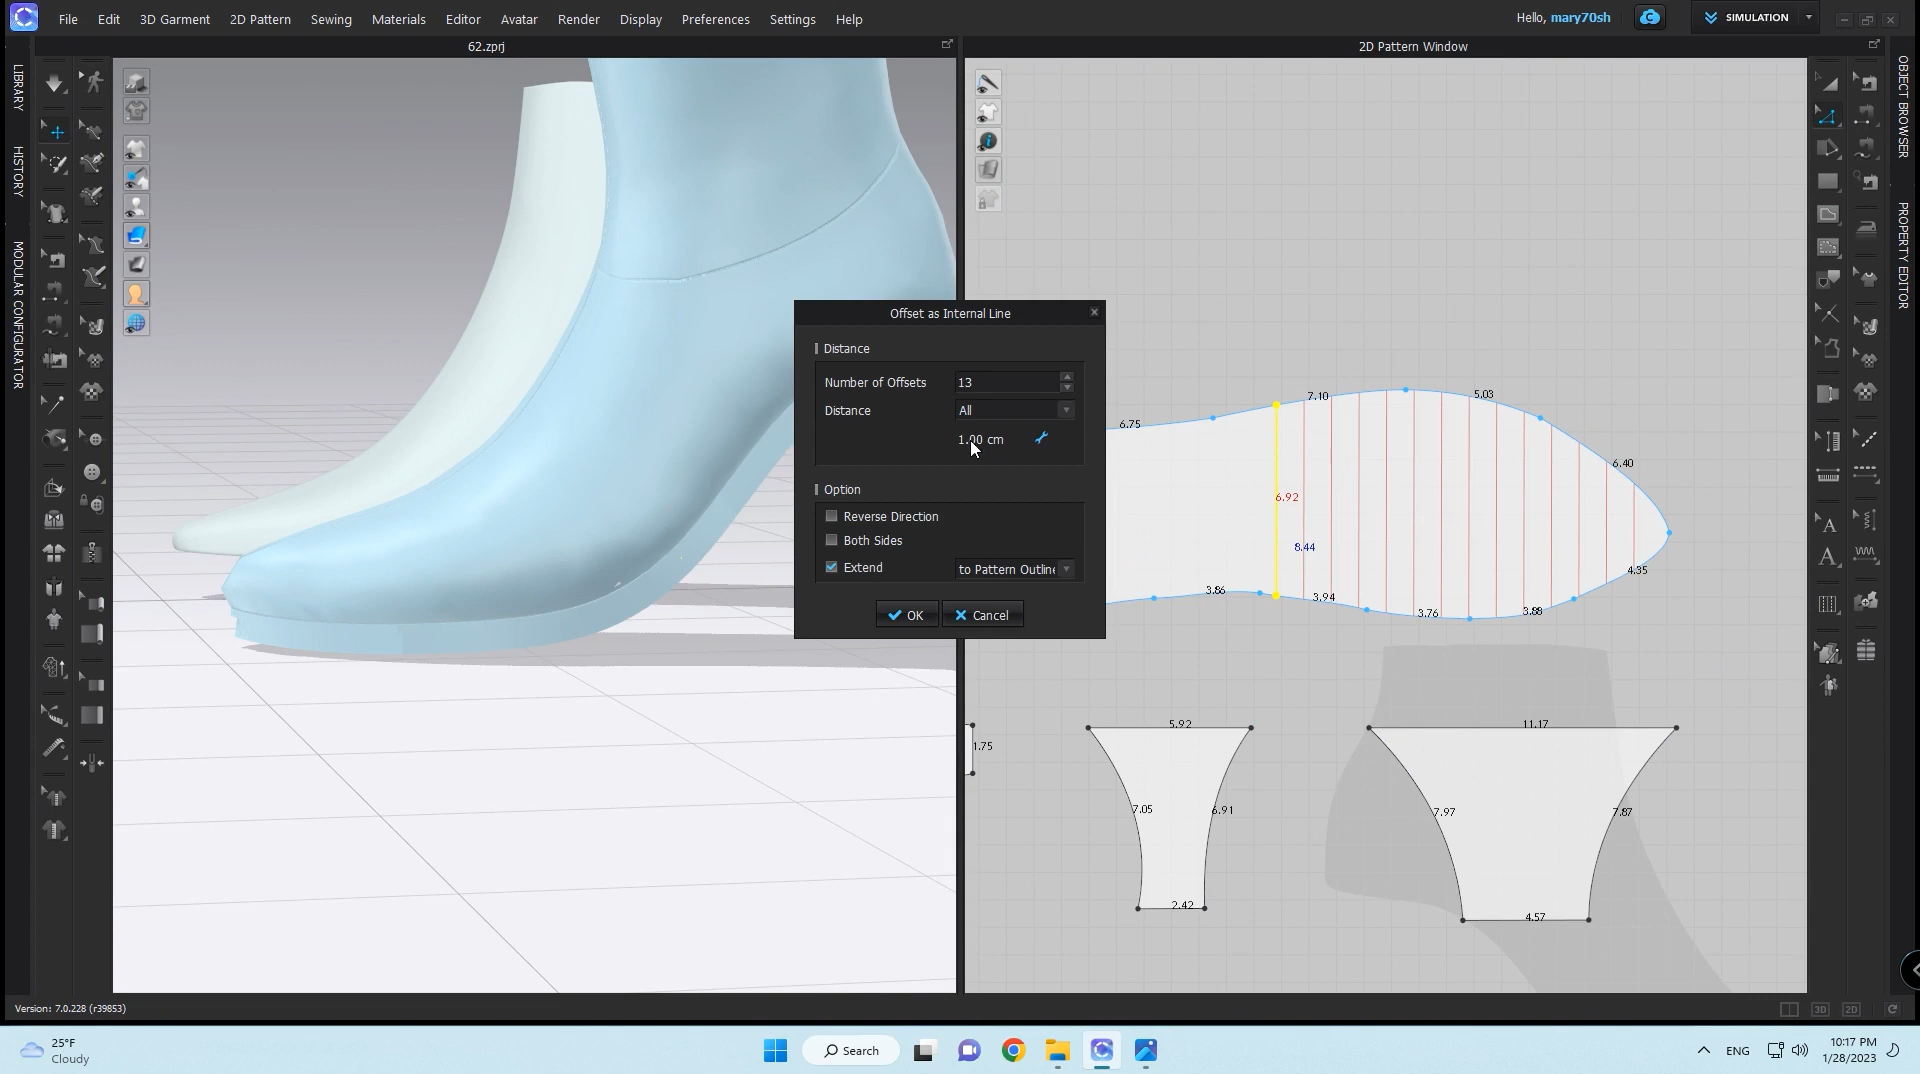 File Edit 3D Garment 2D Pattern Sewing Materials Editor Avatar Render Display Preferences Settings Help
Hello, mary70sh
SIMULATION
62.zprj
2D Pattern Window
LIBRARY
HISTORY
MODULAR CONFIGURATOR
OBJECT BROWSER
PROPERTY EDITOR
Offset as Internal Line
Distance
Number of Offsets 13
Distance All
1.00 cm
Option
Reverse Direction
Both Sides
Extend to Pattern Outline
OK Cancel
7.10
5.03
6.75
6.40
6.92
8.44
4.35
3.86
3.94
3.76
3.88
5.92
11.17
1.75
7.05
6.91
7.97
7.87
2.42
4.57
A
A
Version: 7.0.228 (r39853)
3D 2D
25°F
Cloudy
Search
ENG
10:17 PM
1/28/2023